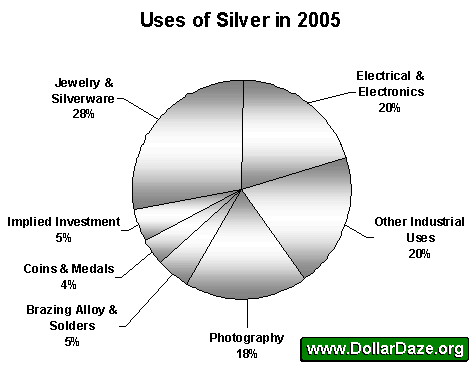 Uses of Silver in 2005
Jewelry &
Silverware
28%
Electrical &
Electronics
20%
Implied Investment
5%
Other Industrial
Uses
20%
Coins & Medals
4%
Brazing Alloy &
Solders
5%
Photography
18%
www.DollarDaze.org